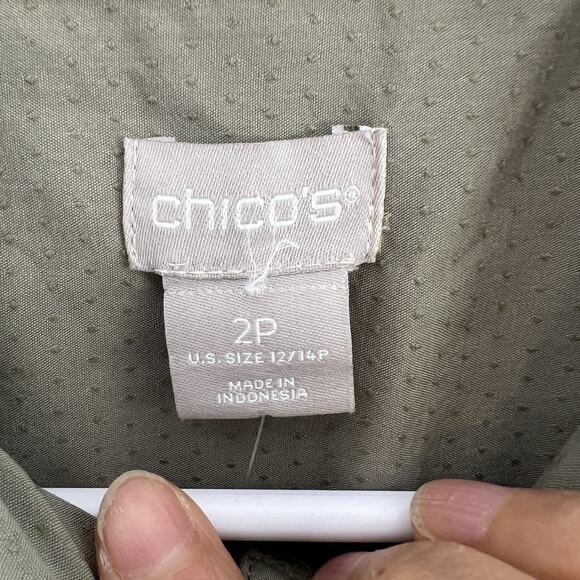 chico's®
2P
U.S. SIZE 12/14P
MADE IN
INDONESIA